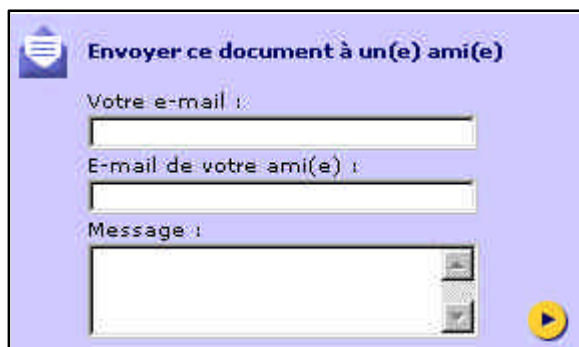 Envoyer ce document à un(e) ami(e)
Votre e-mail :
E-mail de votre ami(e) :
Message :